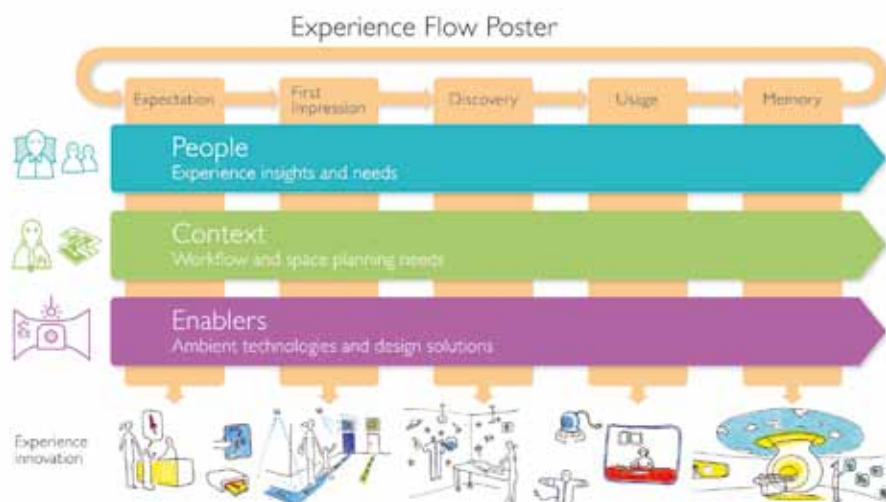 Experience Flow Poster
Expectation
First
Impression
Discovery
Usage
Memory
People
Experience insights and needs
Context
Workflow and space planning needs
Enablers
Ambient technologies and design solutions
Experience
innovation